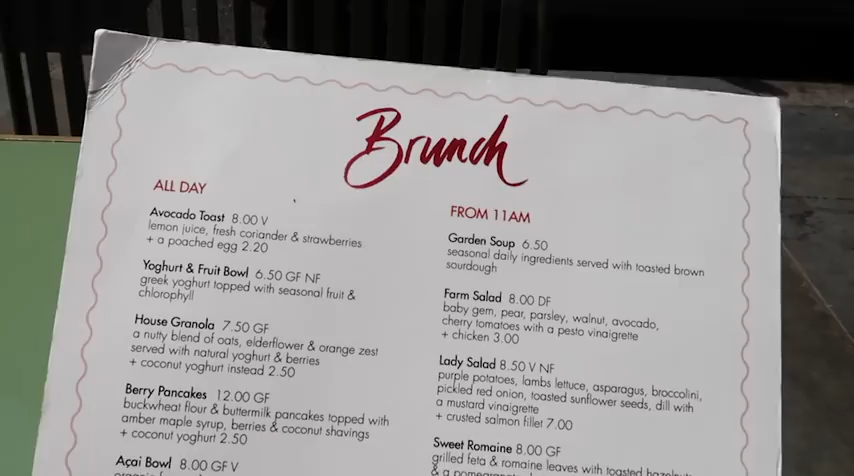 Brunch
ALL DAY
Avocado Toast 8.00 V
lemon juice, fresh coriander & strawberries
+ a poached egg 2.20
Yoghurt & Fruit Bowl 6.50 GF NF
greek yoghurt topped with seasonal fruit &
chlorophyll
House Granola 7.50 GF
a nutty blend of oats, elderflower & orange zest
served with natural yoghurt & berries
+ coconut yoghurt instead 2.50
Berry Pancakes 12.00 GF
buckwheat flour & buttermilk pancakes topped with
amber maple syrup, berries & coconut shavings
+ coconut yoghurt 2.50
Açai Bowl 8.00 GF V
FROM 11AM
Garden Soup 6.50
seasonal daily ingredients served with toasted brown
sourdough
Farm Salad 8.00 DF
baby gem, pear, parsley, walnut, avocado,
cherry tomatoes with a pesto vinaigrette
+ chicken 3.00
Lady Salad 8.50 V NF
purple potatoes, lambs lettuce, asparagus, broccolini,
pickled red onion, toasted sunflower seeds, dill with
a mustard vinaigrette
+ crusted salmon fillet 7.00
Sweet Romaine 8.00 GF
grilled feta & romaine leaves with toasted hazelnuts